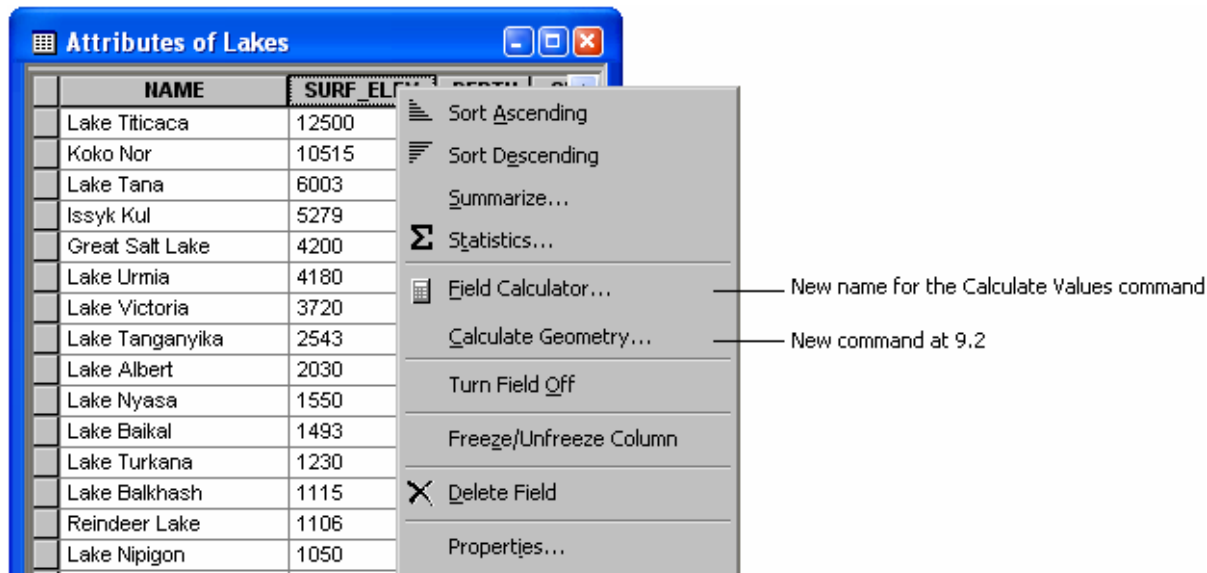 Attributes of Lakes
NAME SURF_ELEV DEPTH
Lake Titicaca 12500
Koko Nor 10515
Lake Tana 6003
Issyk Kul 5279
Great Salt Lake 4200
Lake Urmia 4180
Lake Victoria 3720
Lake Tanganyika 2543
Lake Albert 2030
Lake Nyasa 1550
Lake Baikal 1493
Lake Turkana 1230
Lake Balkhash 1115
Reindeer Lake 1106
Lake Nipigon 1050
Sort Ascending
Sort Descending
Summarize...
Σ Statistics...
Field Calculator...
Calculate Geometry...
Turn Field Off
Freeze/Unfreeze Column
Delete Field
Properties...
New name for the Calculate Values command
New command at 9.2